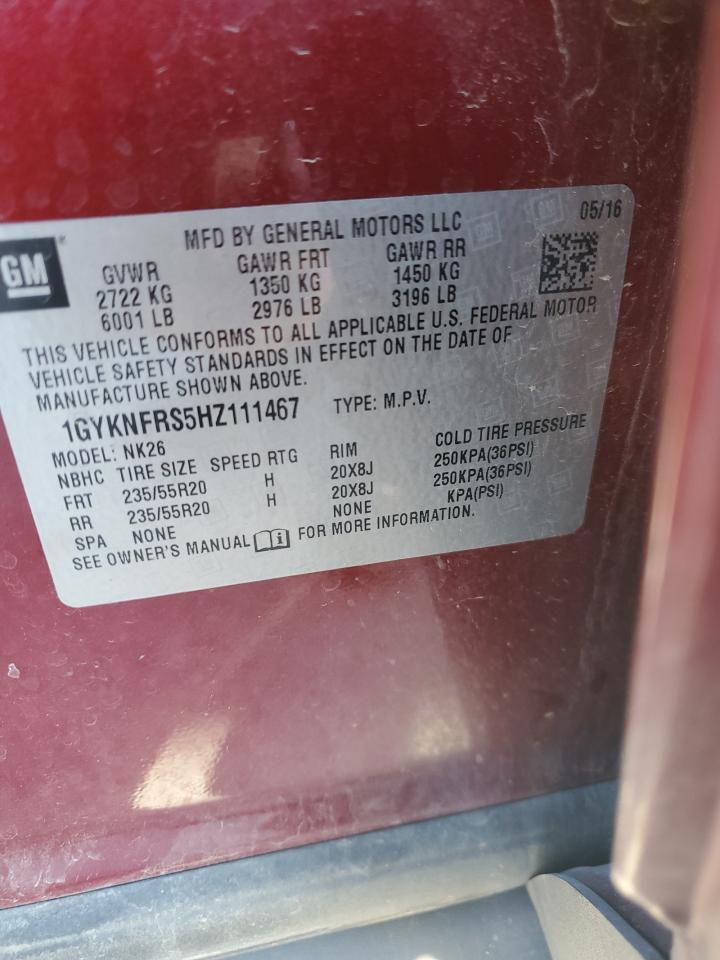 MFD BY GENERAL MOTORS LLC 05/16
GM®
GVWR GAWR FRT GAWR RR
2722 KG 1350 KG 1450 KG
6001 LB 2976 LB 3196 LB
THIS VEHICLE CONFORMS TO ALL APPLICABLE U.S. FEDERAL MOTOR
VEHICLE SAFETY STANDARDS IN EFFECT ON THE DATE OF
MANUFACTURE SHOWN ABOVE.
1GYKNFRS5HZ111467 TYPE: M.P.V.
MODEL: NK26
NBHC TIRE SIZE SPEED RTG RIM COLD TIRE PRESSURE
FRT 235/55R20 H 20X8J 250KPA(36PSI)
RR 235/55R20 H 20X8J 250KPA(36PSI)
SPA NONE NONE KPA(PSI)
SEE OWNER'S MANUAL FOR MORE INFORMATION.